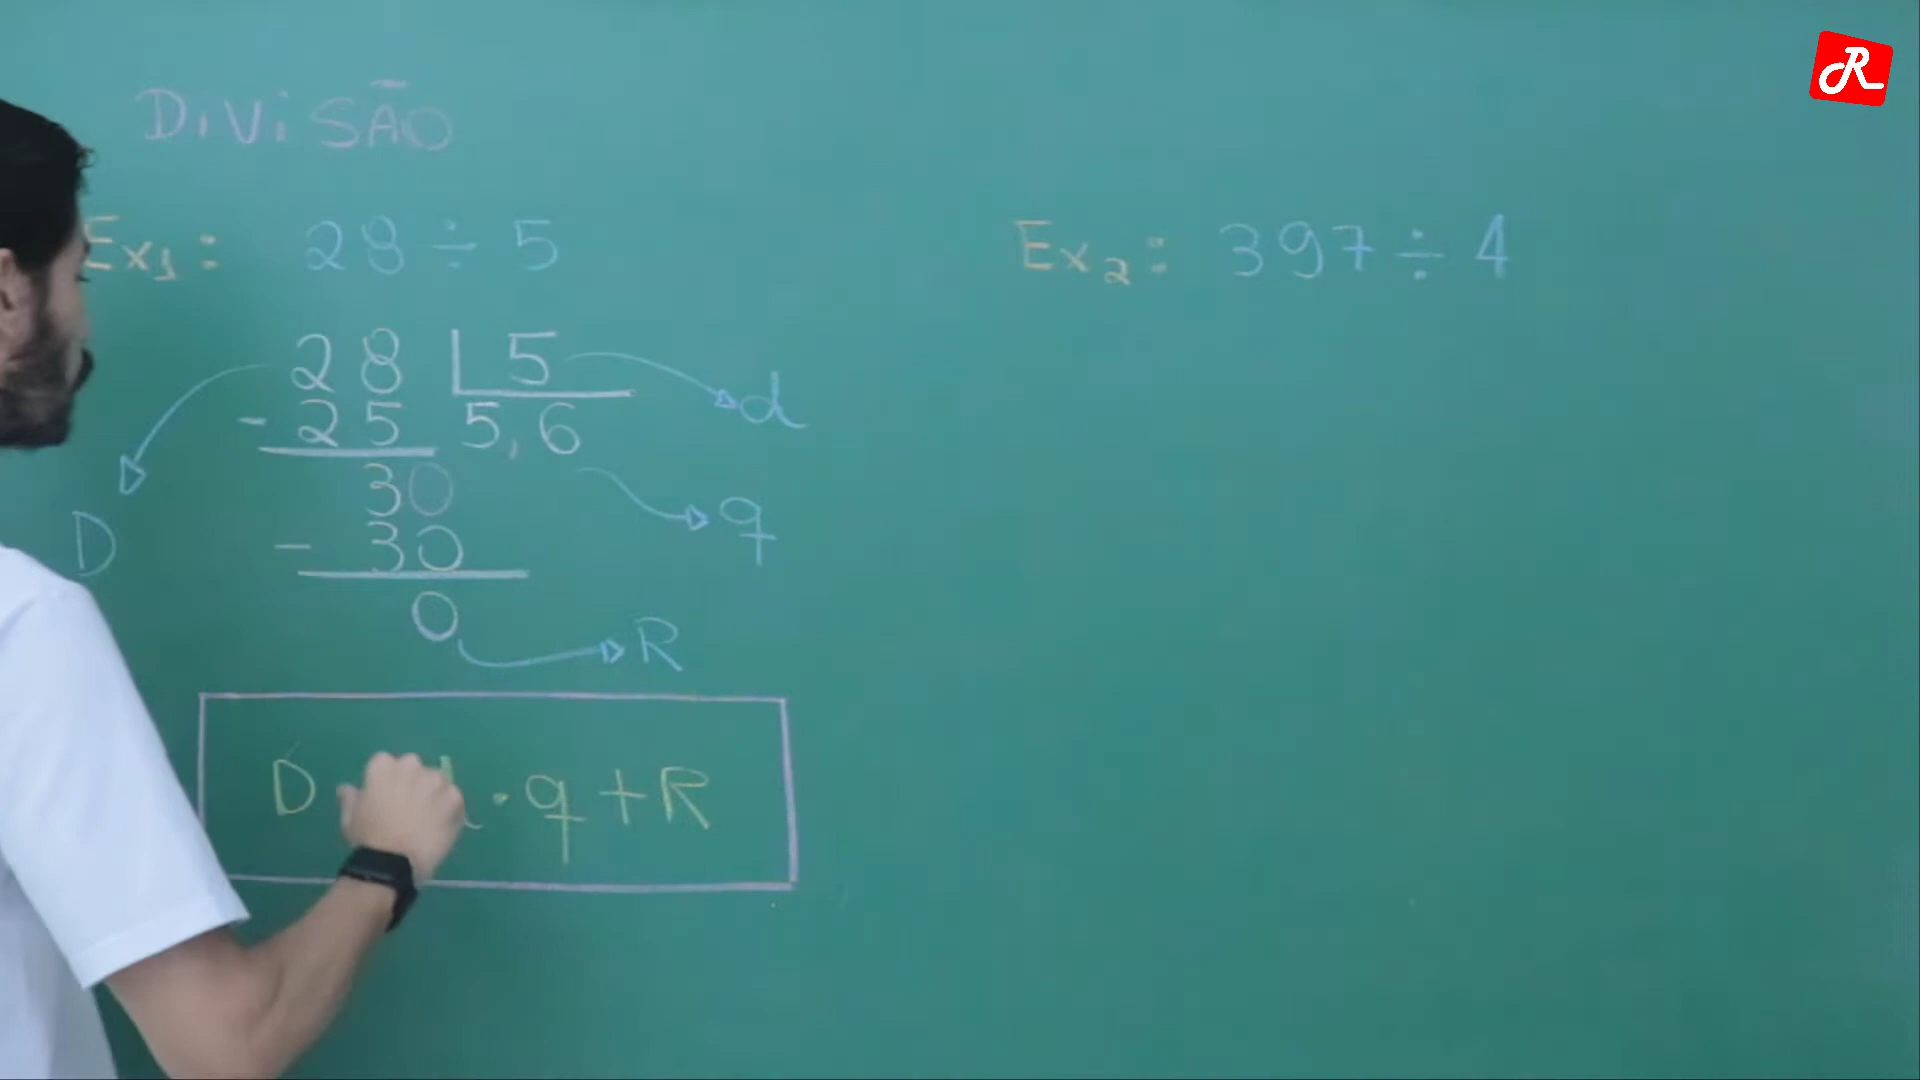 DiViSÃO
Ex1: 28 ÷ 5
28 5
- 25 5,6
d
30
q
- 30
D
0
R
D · q + R
Ex2: 397 ÷ 4
R